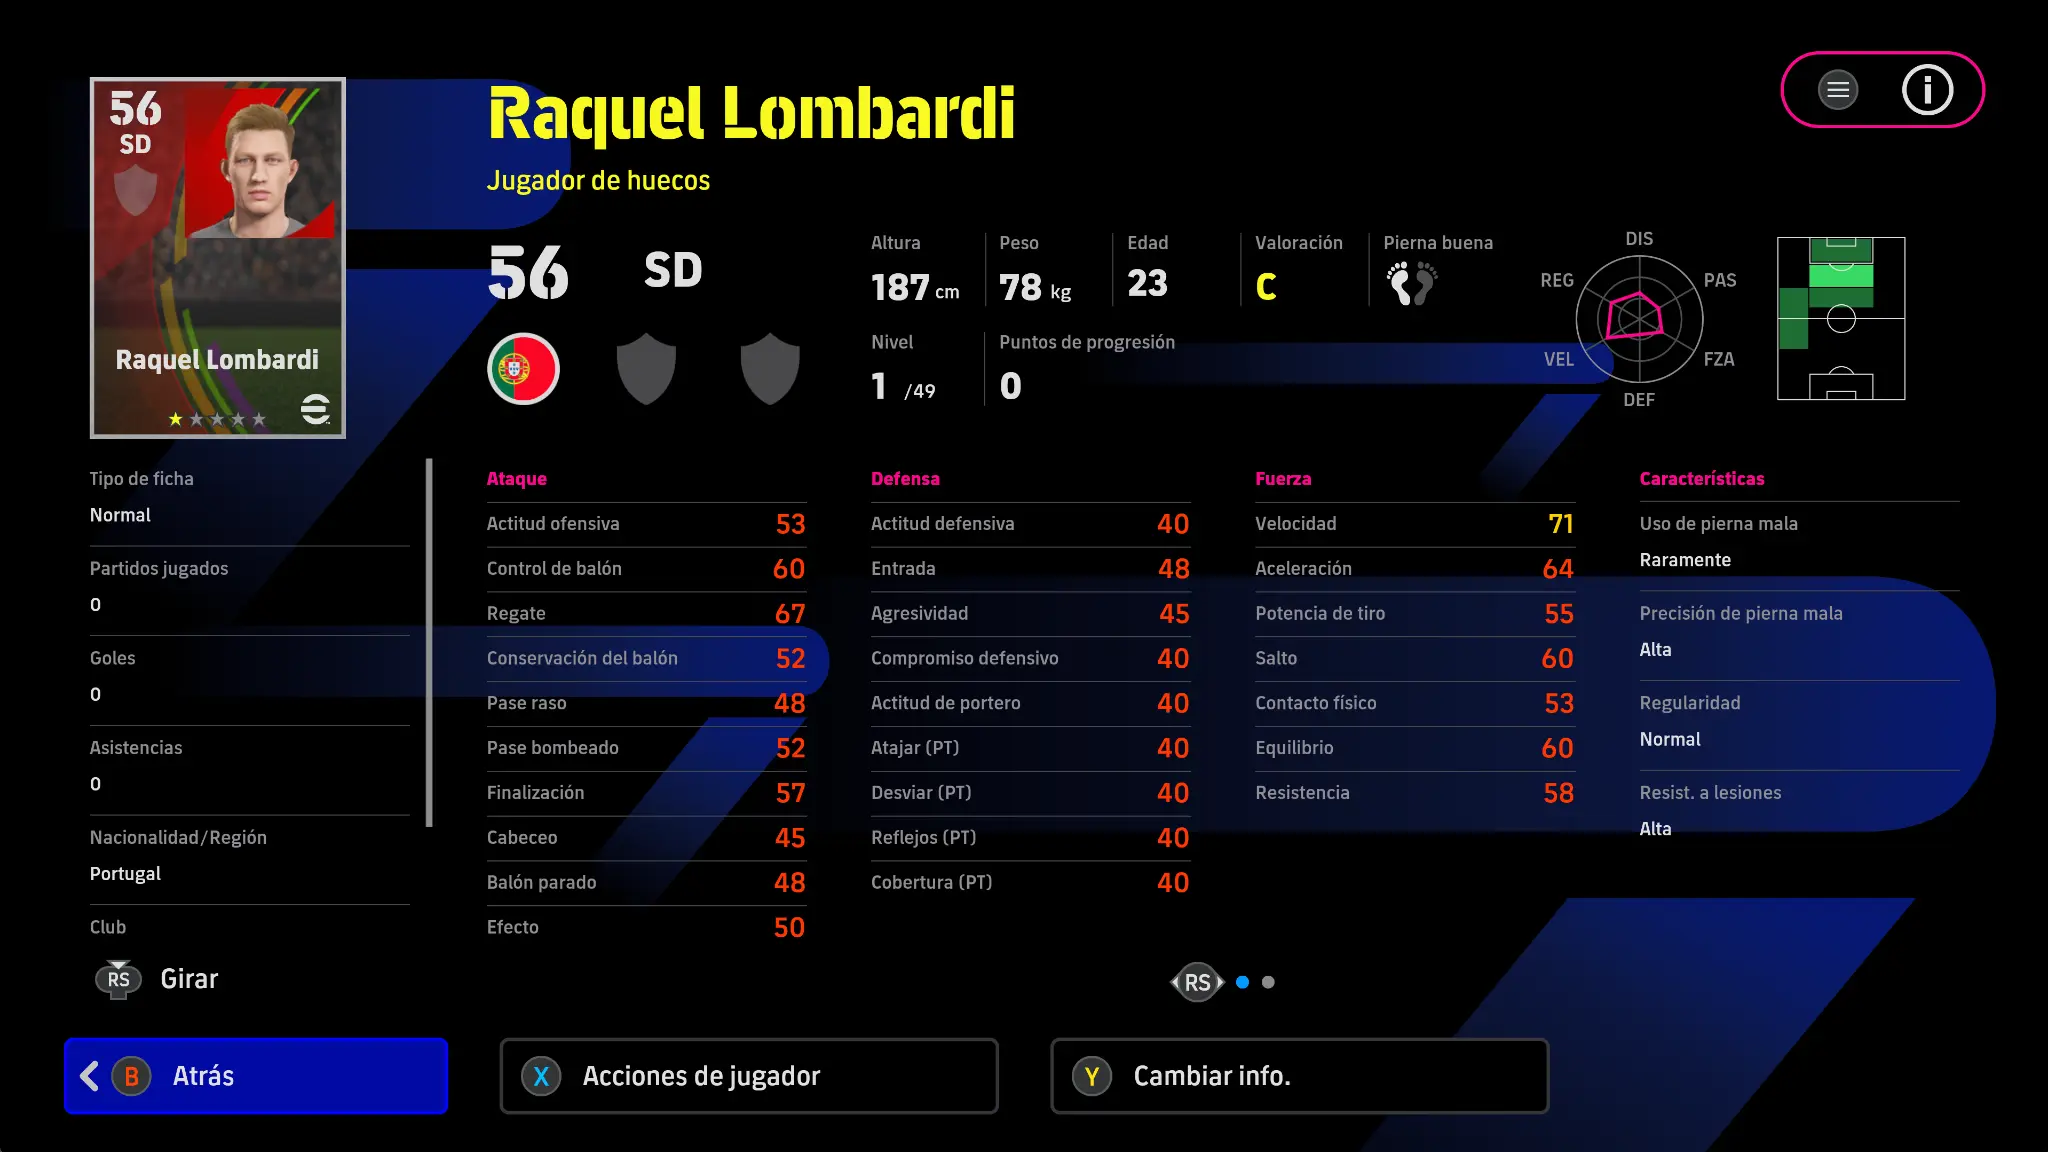 56
SD
Raquel Lombardi
Raquel Lombardi
Jugador de huecos
56
SD
Altura
187 cm
Peso
78 kg
Edad
23
Valoración
C
Pierna buena
Nivel
1 /49
Puntos de progresión
0
DIS
PAS
FZA
DEF
VEL
REG
Tipo de ficha
Normal
Partidos jugados
0
Goles
0
Asistencias
0
Nacionalidad/Región
Portugal
Club
Ataque
Actitud ofensiva 53
Control de balón 60
Regate 67
Conservación del balón 52
Pase raso 48
Pase bombeado 52
Finalización 57
Cabeceo 45
Balón parado 48
Efecto 50
Defensa
Actitud defensiva 40
Entrada 48
Agresividad 45
Compromiso defensivo 40
Actitud de portero 40
Atajar (PT) 40
Desviar (PT) 40
Reflejos (PT) 40
Cobertura (PT) 40
Fuerza
Velocidad 71
Aceleración 64
Potencia de tiro 55
Salto 60
Contacto físico 53
Equilibrio 60
Resistencia 58
Características
Uso de pierna mala
Raramente
Precisión de pierna mala
Alta
Regularidad
Normal
Resist. a lesiones
Alta
RS Girar
RS
B Atrás
X Acciones de jugador
Y Cambiar info.